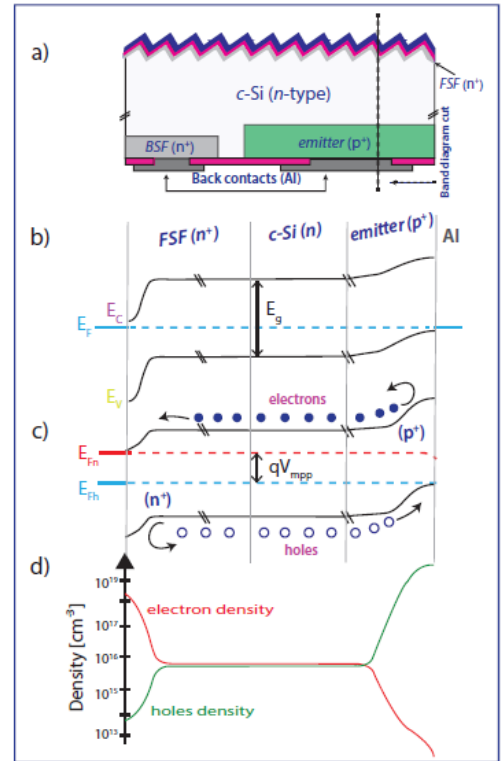 a)
FSF (n⁺)
c-Si (n-type)
BSF (n⁺)
emitter (p⁺)
Band diagram cut
Back contacts (Al)
b)
FSF (n⁺)
c-Si (n)
emitter (p⁺)
Al
E_C
E_F
E_g
E_V
electrons
c)
(p⁺)
E_Fn
qV_mpp
E_Fh
(n⁺)
holes
d)
Density [cm⁻³]
10¹⁹
electron density
10¹⁷
10¹⁶
10¹⁵
holes density
10¹³